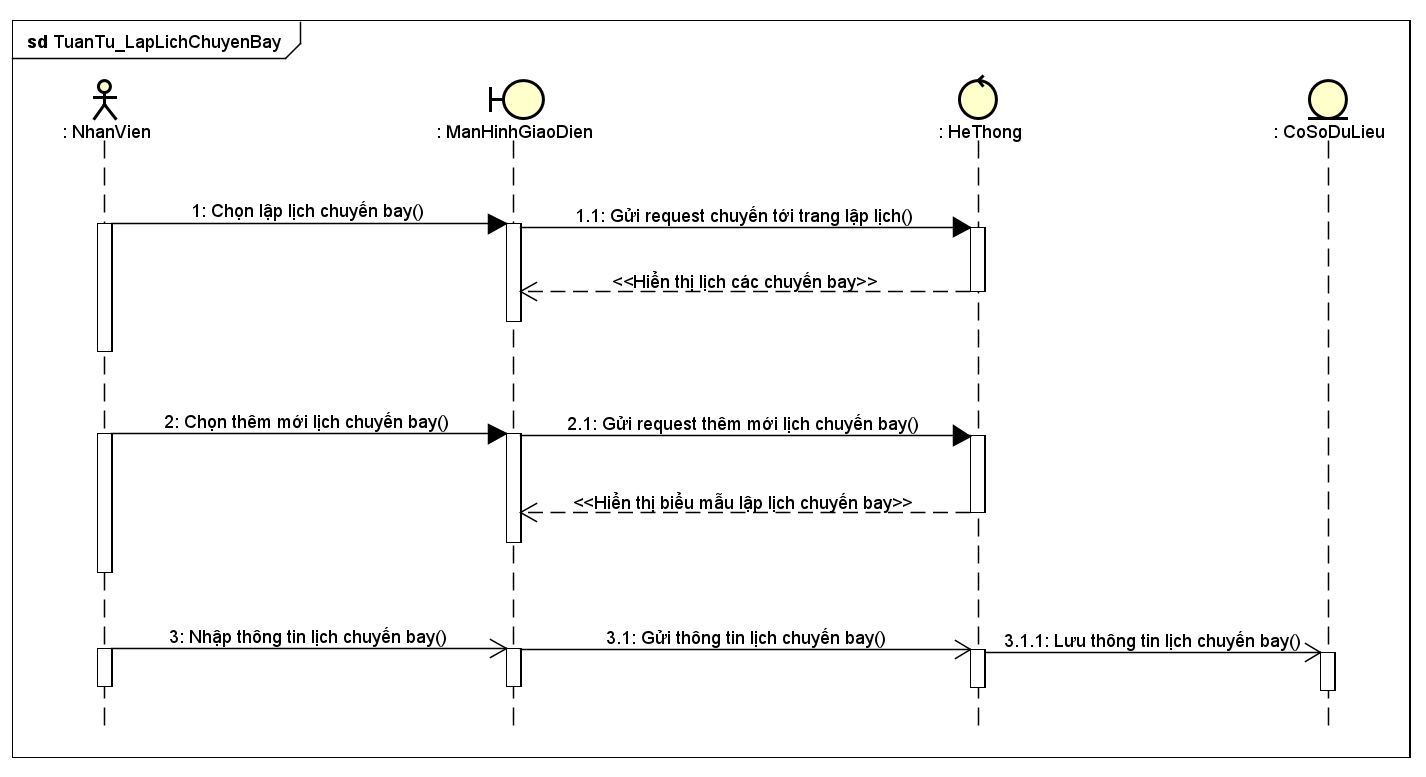 sd TuanTu_LapLichChuyenBay
: NhanVien
: ManHinhGiaoDien
: HeThong
: CoSoDuLieu
1: Chọn lập lịch chuyến bay()
1.1: Gửi request chuyến tới trang lập lịch()
<<Hiển thị lịch các chuyến bay>>
2: Chọn thêm mới lịch chuyến bay()
2.1: Gửi request thêm mới lịch chuyến bay()
<<Hiển thị biểu mẫu lập lịch chuyến bay>>
3: Nhập thông tin lịch chuyến bay()
3.1: Gửi thông tin lịch chuyến bay()
3.1.1: Lưu thông tin lịch chuyến bay()